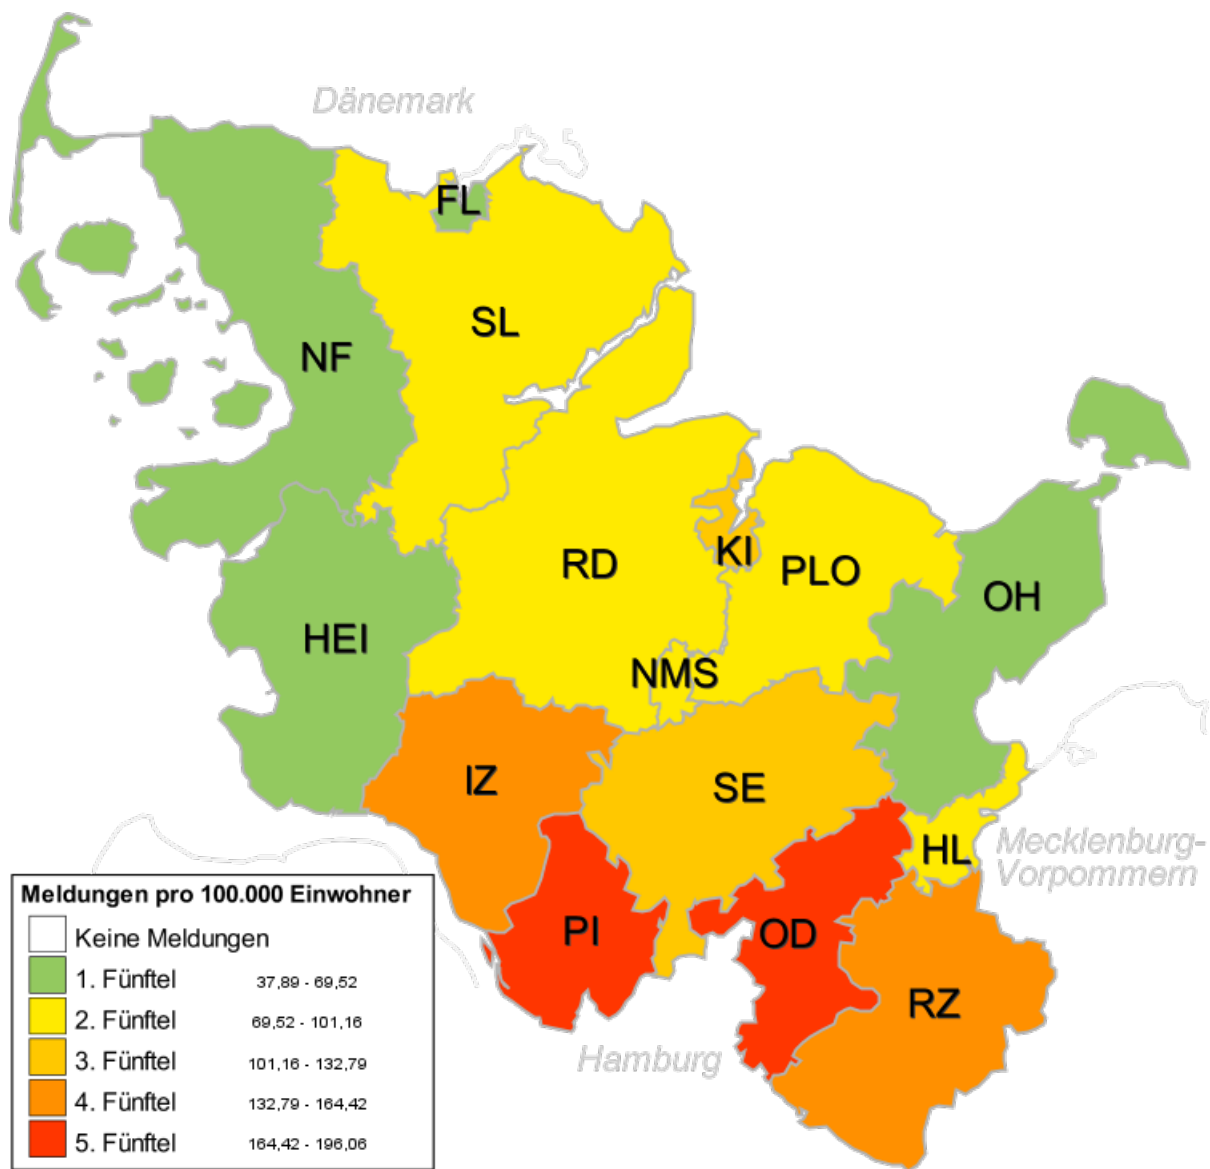 Dänemark
FL
SL
NF
RD
KI
PLO
OH
HEI
NMS
IZ
SE
HL
Mecklenburg-
Vorpommern
PI
OD
RZ
Hamburg
Meldungen pro 100.000 Einwohner
Keine Meldungen
1. Fünftel 37,89 - 69,52
2. Fünftel 69,52 - 101,16
3. Fünftel 101,16 - 132,79
4. Fünftel 132,79 - 164,42
5. Fünftel 164,42 - 196,06